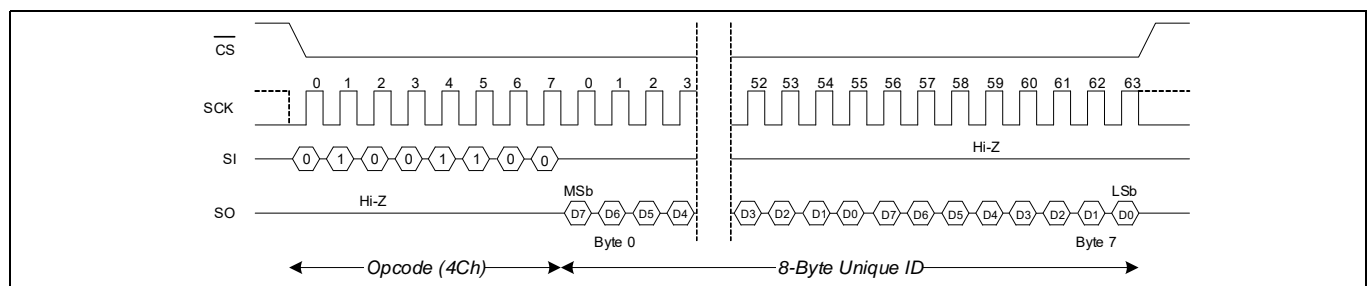 CS
0 1 2 3 4 5 6 7 0 1 2 3 52 53 54 55 56 57 58 59 60 61 62 63
SCK
SI 0 1 0 0 1 1 0 0 Hi-Z
MSb LSb
SO Hi-Z D7 D6 D5 D4 D3 D2 D1 D0 D7 D6 D5 D4 D3 D2 D1 D0
Byte 0 Byte 7
Opcode (4Ch) 8-Byte Unique ID